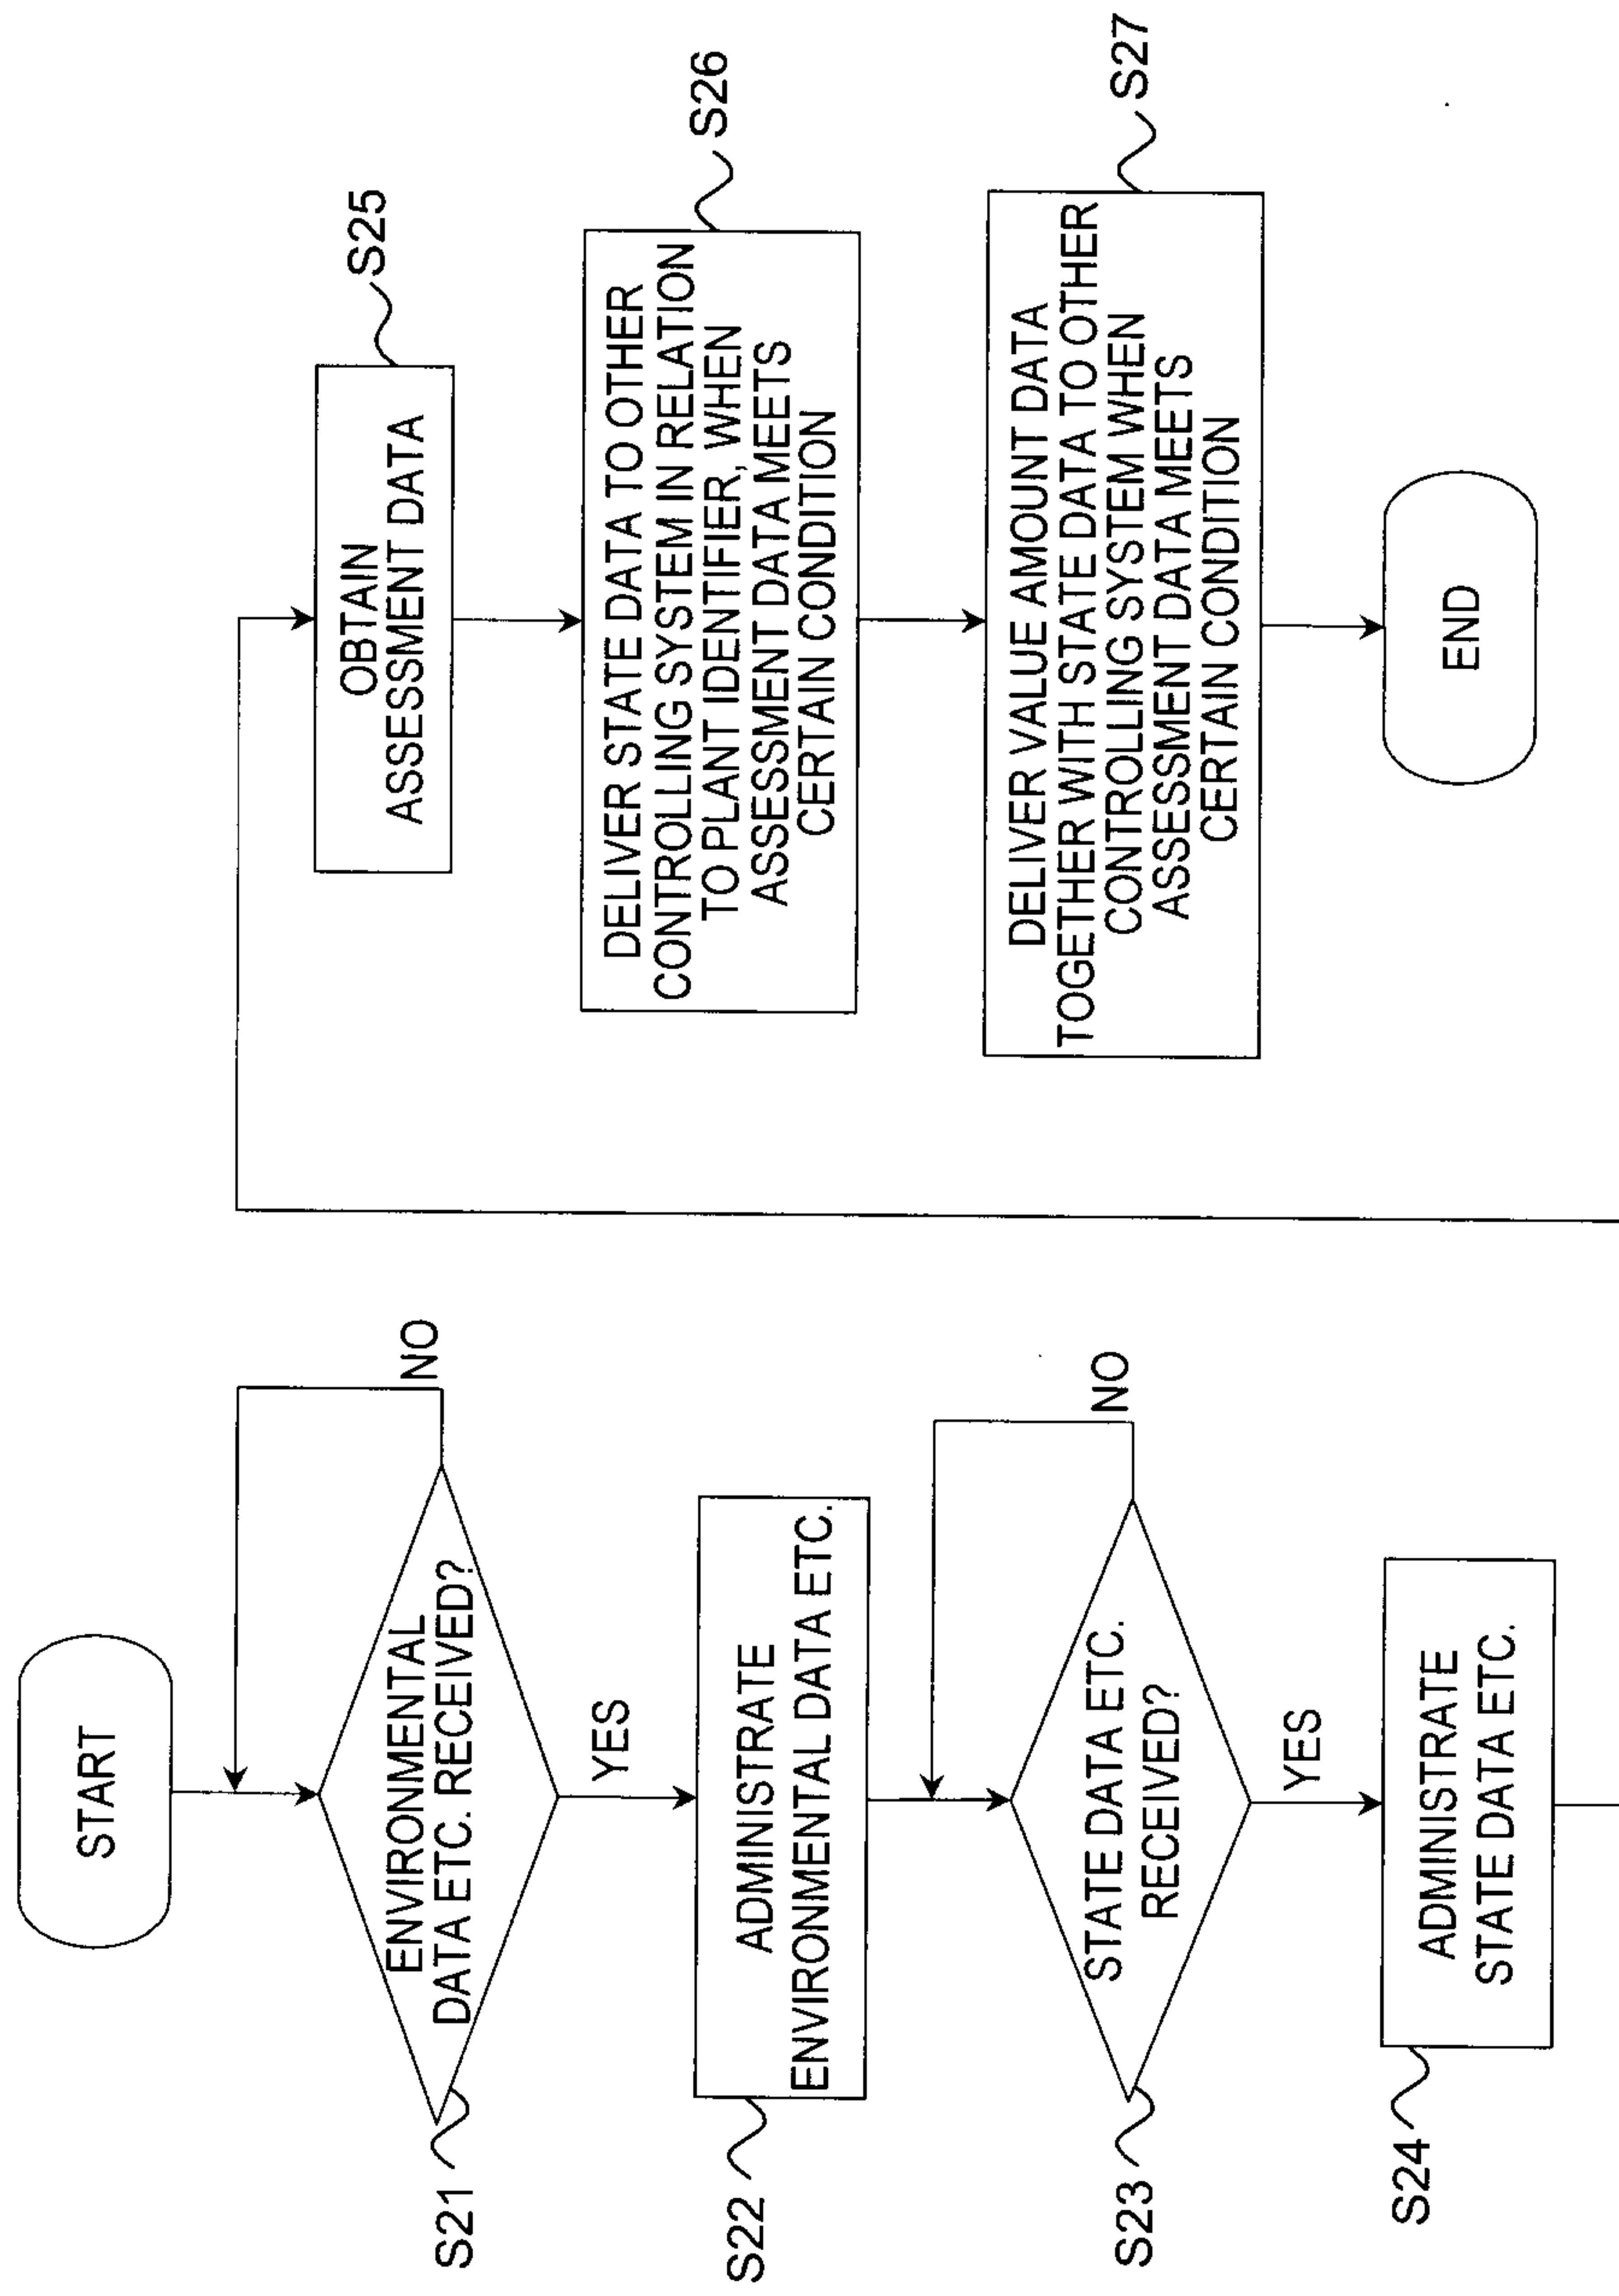 START
S21
ENVIRONMENTAL
DATA ETC. RECEIVED?
NO
YES
S22
ADMINISTRATE
ENVIRONMENTAL DATA ETC.
S23
STATE DATA ETC.
RECEIVED?
NO
YES
S24
ADMINISTRATE
STATE DATA ETC.
S25
OBTAIN
ASSESSMENT DATA
S26
DELIVER STATE DATA TO OTHER
CONTROLLING SYSTEM IN RELATION
TO PLANT IDENTIFIER, WHEN
ASSESSMENT DATA MEETS
CERTAIN CONDITION
S27
DELIVER VALUE AMOUNT DATA
TOGETHER WITH STATE DATA TO OTHER
CONTROLLING SYSTEM WHEN
ASSESSMENT DATA MEETS
CERTAIN CONDITION
END